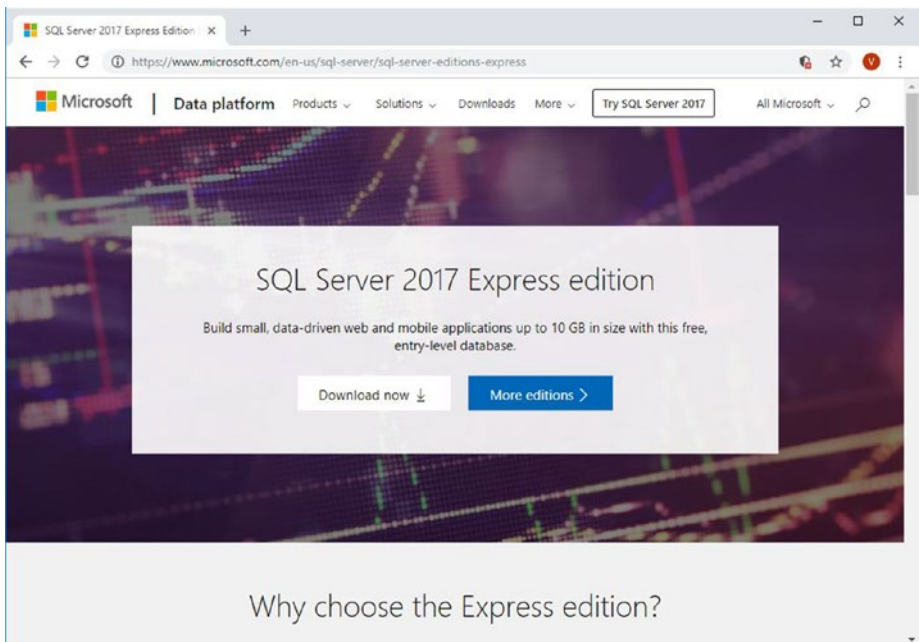 SQL Server 2017 Express Edition
https://www.microsoft.com/en-us/sql-server/sql-server-editions-express
V
Microsoft | Data platform Products Solutions Downloads More Try SQL Server 2017 All Microsoft
SQL Server 2017 Express edition
Build small, data-driven web and mobile applications up to 10 GB in size with this free,
entry-level database.
Download now More editions
Why choose the Express edition?